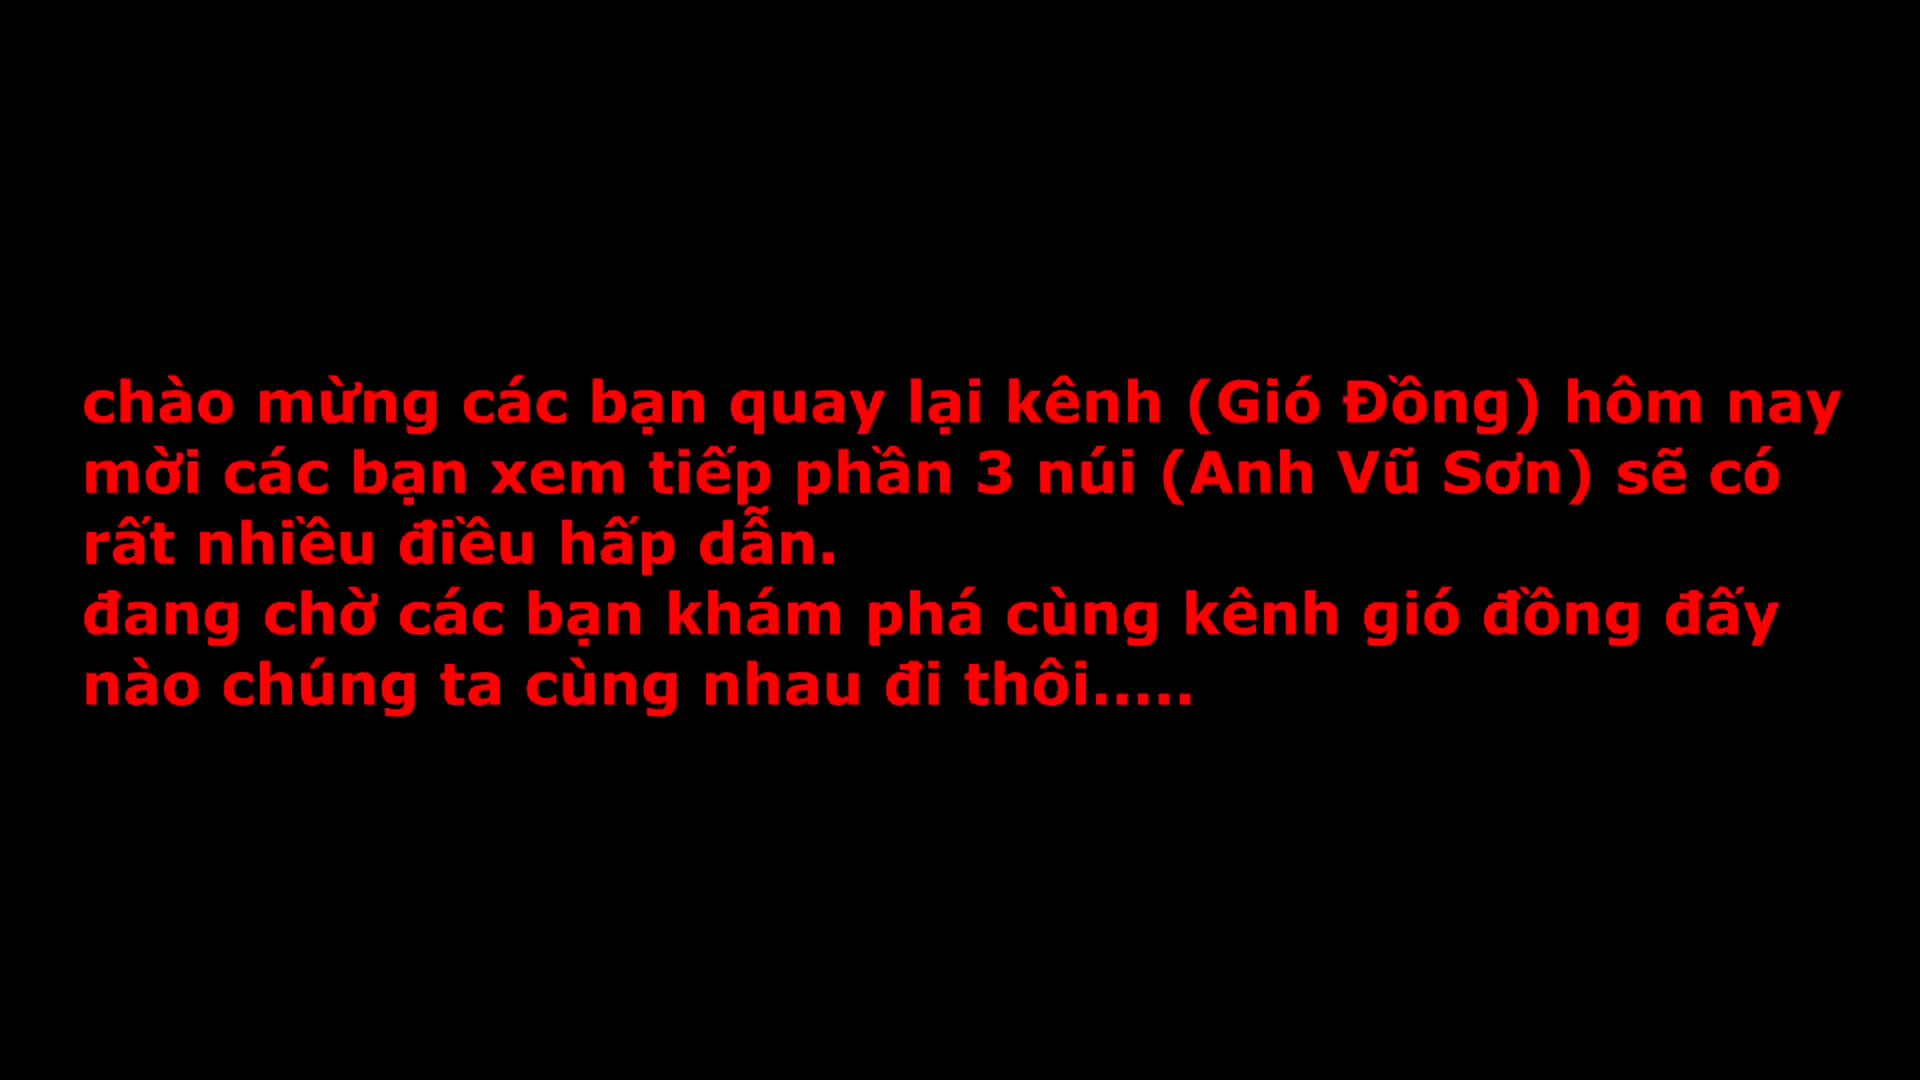 chào mừng các bạn quay lại kênh (Gió Đồng) hôm nay
mời các bạn xem tiếp phần 3 núi (Anh Vũ Sơn) sẽ có
rất nhiều điều hấp dẫn.
đang chờ các bạn khám phá cùng kênh gió đồng đấy
nào chúng ta cùng nhau đi thôi.....